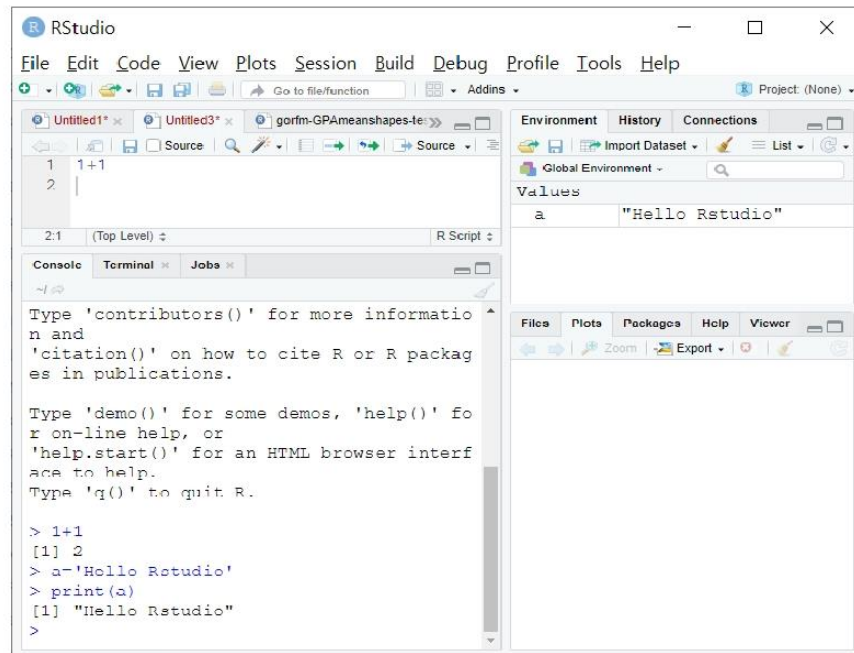 RStudio
File Edit Code View Plots Session Build Debug Profile Tools Help
Go to file/function Addins Project: (None)
Untitled1* Untitled3* gorfm-GPAmeanshapes-tes
Source Source
1 1+1
2
2:1 (Top Level) R Script
Console Terminal Jobs
~/
Type 'contributors()' for more informatio
n and
'citation()' on how to cite R or R packag
es in publications.
Type 'demo()' for some demos, 'help()' fo
r on-line help, or
'help.start()' for an HTML browser interf
ace to help.
Type 'q()' to quit R.
> 1+1
[1] 2
> a='Hello Rstudio'
> print(a)
[1] "Hello Rstudio"
>
Environment History Connections
Import Dataset List
Global Environment
Values
a "Hello Rstudio"
Files Plots Packages Help Viewer
Zoom Export